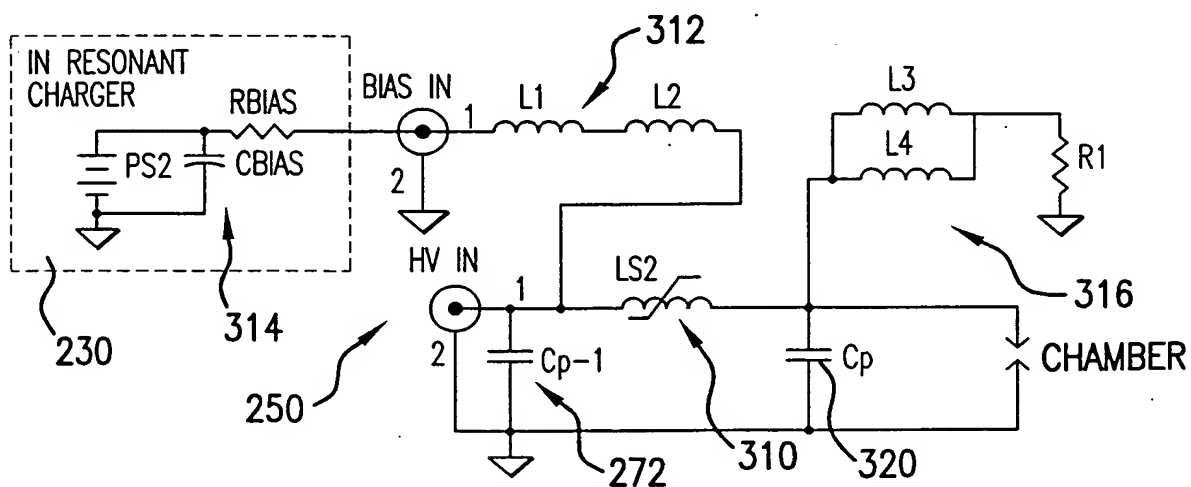 IN RESONANT
CHARGER
RBIAS
PS2
CBIAS
BIAS IN
1
2
L1
L2
312
L3
L4
R1
314
230
HV IN
1
2
LS2
316
250
Cp-1
Cp
CHAMBER
272
310
320